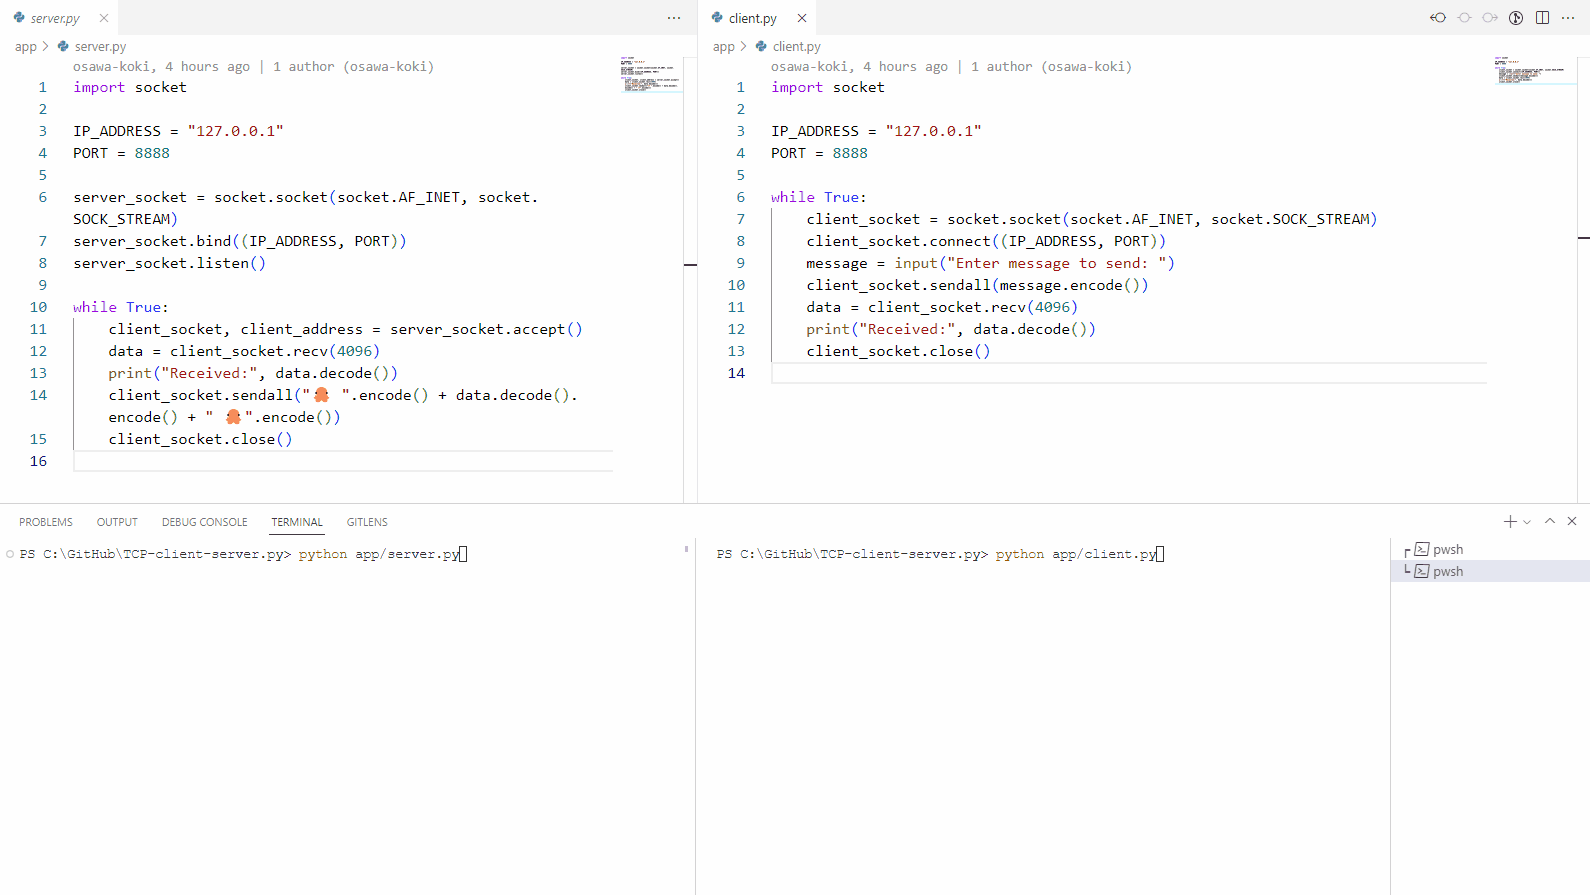 server.py
app > server.py
osawa-koki, 4 hours ago | 1 author (osawa-koki)
1 import socket
2
3 IP_ADDRESS = "127.0.0.1"
4 PORT = 8888
5
6 server_socket = socket.socket(socket.AF_INET, socket.
SOCK_STREAM)
7 server_socket.bind((IP_ADDRESS, PORT))
8 server_socket.listen()
9
10 while True:
11 client_socket, client_address = server_socket.accept()
12 data = client_socket.recv(4096)
13 print("Received:", data.decode())
14 client_socket.sendall("🐙 ".encode() + data.decode().
encode() + " 🐙".encode())
15 client_socket.close()
16
client.py
app > client.py
osawa-koki, 4 hours ago | 1 author (osawa-koki)
1 import socket
2
3 IP_ADDRESS = "127.0.0.1"
4 PORT = 8888
5
6 while True:
7 client_socket = socket.socket(socket.AF_INET, socket.SOCK_STREAM)
8 client_socket.connect((IP_ADDRESS, PORT))
9 message = input("Enter message to send: ")
10 client_socket.sendall(message.encode())
11 data = client_socket.recv(4096)
12 print("Received:", data.decode())
13 client_socket.close()
14
PROBLEMS OUTPUT DEBUG CONSOLE TERMINAL GITLENS
PS C:\GitHub\TCP-client-server.py> python app/server.py
PS C:\GitHub\TCP-client-server.py> python app/client.py
pwsh
pwsh